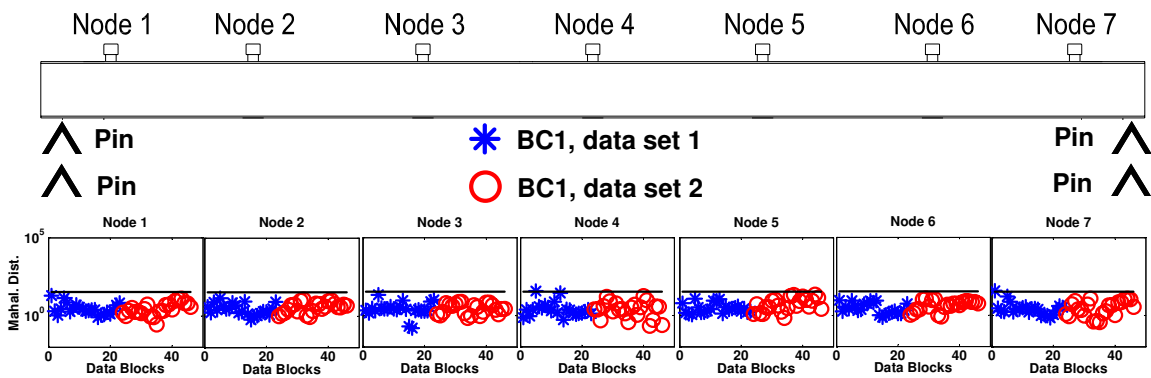 Node 1 Node 2 Node 3 Node 4 Node 5 Node 6 Node 7
Pin BC1, data set 1 Pin
Pin BC1, data set 2 Pin
Node 1 Node 2 Node 3 Node 4 Node 5 Node 6 Node 7
10^5
Mahal. Dist.
10^0
0 20 40 0 20 40 0 20 40 0 20 40 0 20 40 0 20 40 0 20 40
Data Blocks Data Blocks Data Blocks Data Blocks Data Blocks Data Blocks Data Blocks